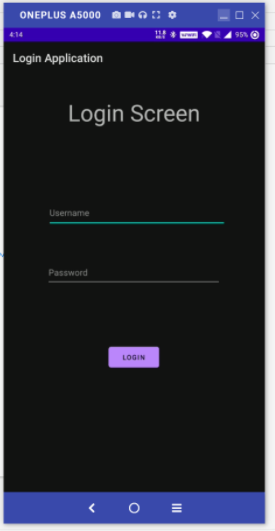 ONEPLUS A5000
4:14
95%
Login Application
Login Screen
Username
Password
LOGIN